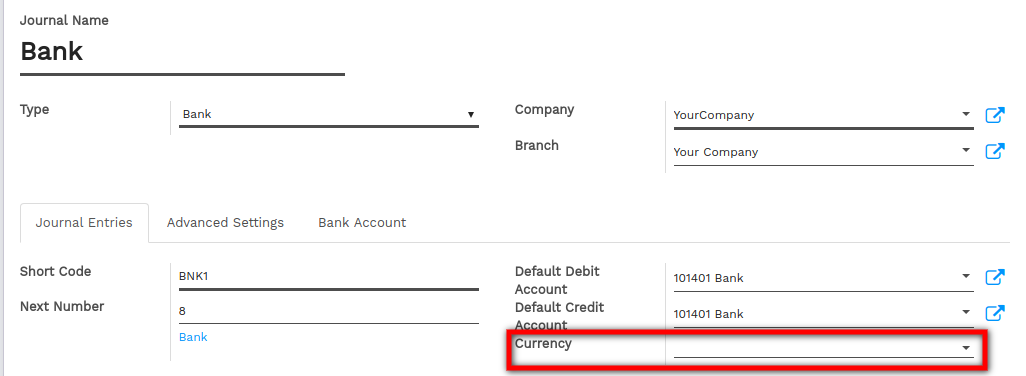 Journal Name
Bank
Type
Bank
Company
YourCompany
Branch
Your Company
Journal Entries
Advanced Settings
Bank Account
Short Code
BNK1
Next Number
8
Bank
Default Debit
Account
101401 Bank
Default Credit
Account
101401 Bank
Currency